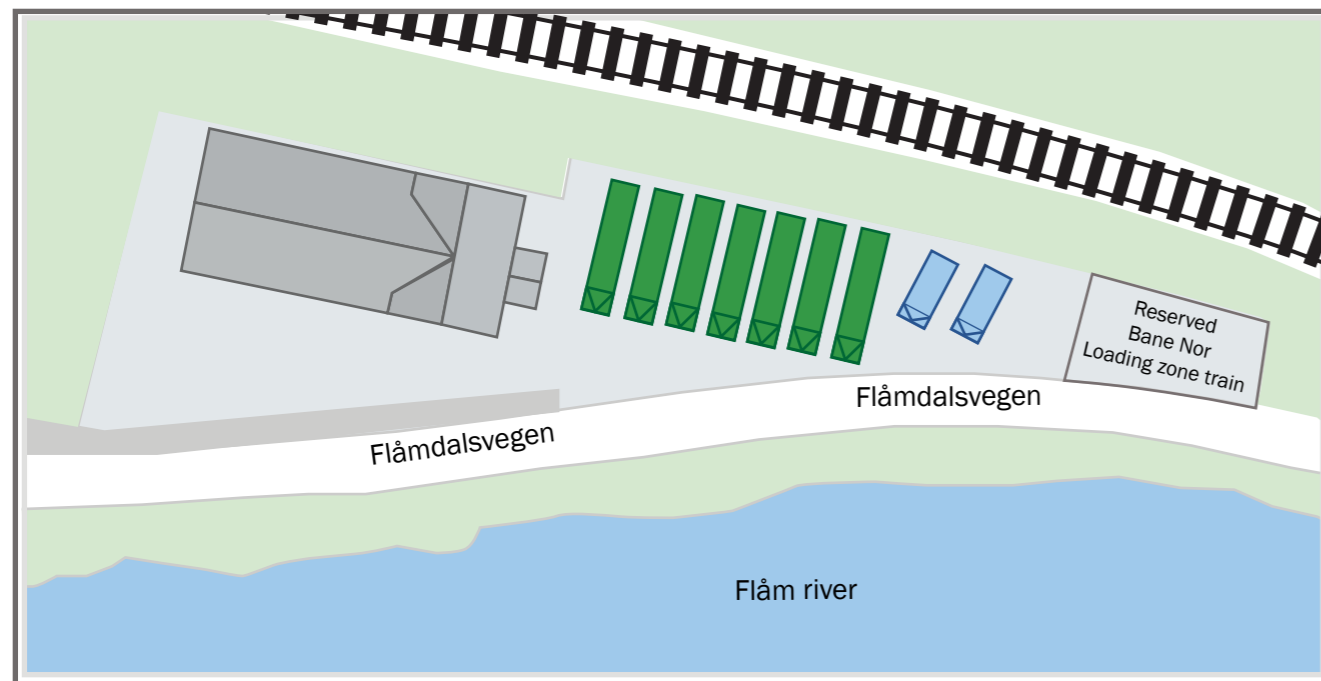 Reserved
Bane Nor
Loading zone train
Flåmdalsvegen
Flåmdalsvegen
Flåm river